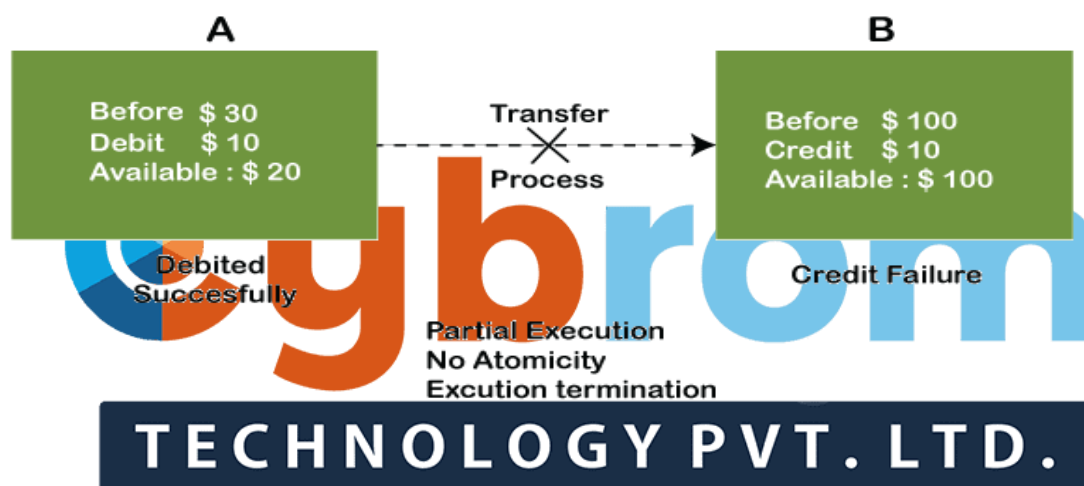 A
B
Before $ 30
Debit $ 10
Available : $ 20
Transfer
Process
Before $ 100
Credit $ 10
Available : $ 100
Debited
Succesfully
Credit Failure
Cybrom
Partial Execution
No Atomicity
Excution termination
TECHNOLOGY PVT. LTD.